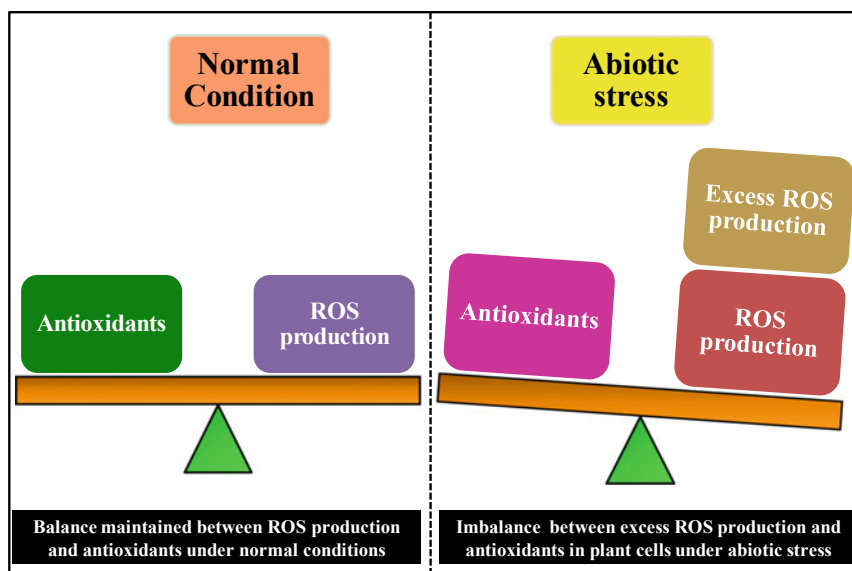 Normal
Condition
Antioxidants
ROS
production
Balance maintained between ROS production
and antioxidants under normal conditions
Abiotic
stress
Excess ROS
production
Antioxidants
ROS
production
Imbalance between excess ROS production and
antioxidants in plant cells under abiotic stress